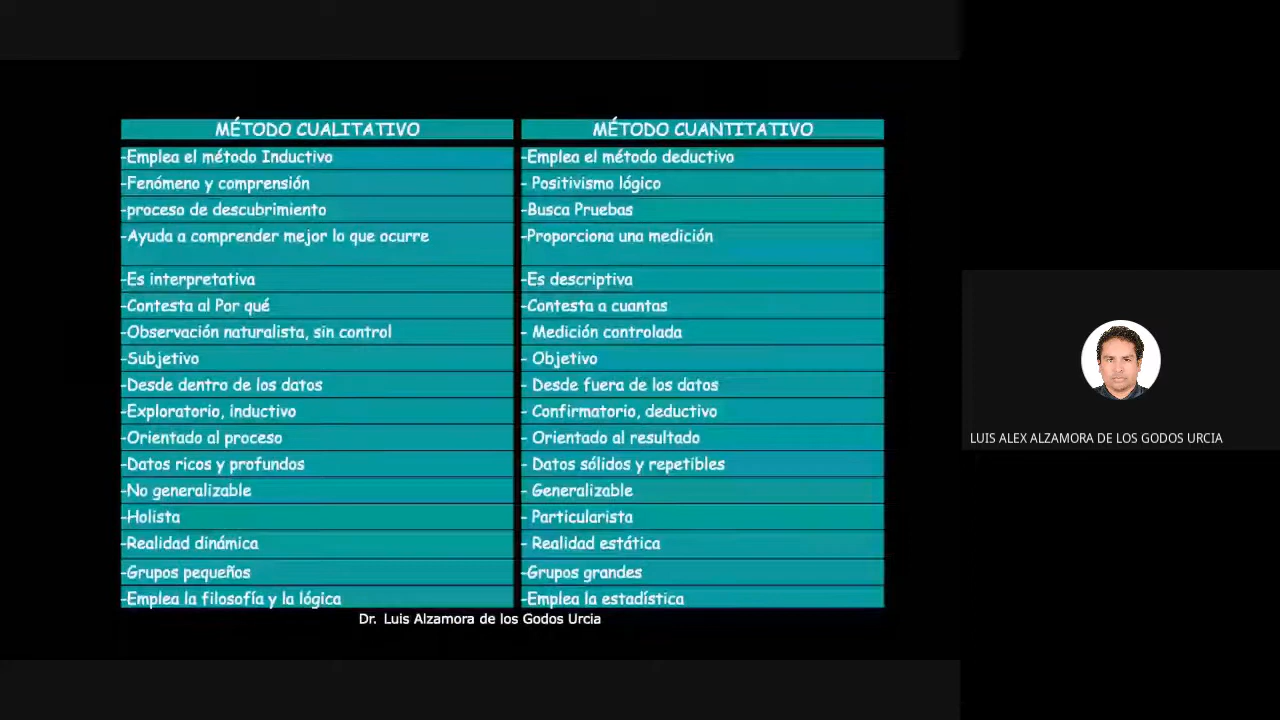 MÉTODO CUALITATIVO
MÉTODO CUANTITATIVO
-Emplea el método Inductivo
-Emplea el método deductivo
-Fenómeno y comprensión
- Positivismo lógico
-proceso de descubrimiento
-Busca Pruebas
-Ayuda a comprender mejor lo que ocurre
-Proporciona una medición
-Es interpretativa
-Es descriptiva
-Contesta al Por qué
-Contesta a cuantas
-Observación naturalista, sin control
- Medición controlada
-Subjetivo
- Objetivo
-Desde dentro de los datos
- Desde fuera de los datos
-Exploratorio, inductivo
- Confirmatorio, deductivo
-Orientado al proceso
- Orientado al resultado
-Datos ricos y profundos
- Datos sólidos y repetibles
-No generalizable
- Generalizable
-Holista
- Particularista
-Realidad dinámica
- Realidad estática
-Grupos pequeños
-Grupos grandes
-Emplea la filosofía y la lógica
-Emplea la estadística
Dr. Luis Alzamora de los Godos Urcia
LUIS ALEX ALZAMORA DE LOS GODOS URCIA